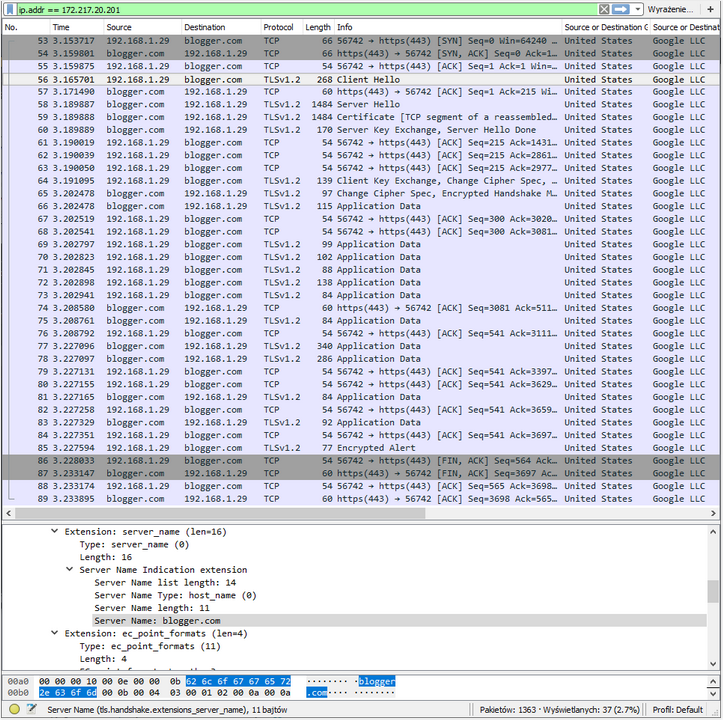 ip.addr == 172.217.20.201 Wyrażenie… +
No. Time Source Destination Protocol Length Info Source or Destination G Source or Destinat
53 3.153717 192.168.1.29 blogger.com TCP 66 56742 → https(443) [SYN] Seq=0 Win=64240 … United States Google LLC
54 3.159801 blogger.com 192.168.1.29 TCP 66 https(443) → 56742 [SYN, ACK] Seq=0 Ack=1… United States Google LLC
55 3.159875 192.168.1.29 blogger.com TCP 54 56742 → https(443) [ACK] Seq=1 Ack=1 Win=… United States Google LLC
56 3.165701 192.168.1.29 blogger.com TLSv1.2 268 Client Hello United States Google LLC
57 3.171490 blogger.com 192.168.1.29 TCP 60 https(443) → 56742 [ACK] Seq=1 Ack=215 Wi… United States Google LLC
58 3.189887 blogger.com 192.168.1.29 TLSv1.2 1484 Server Hello United States Google LLC
59 3.189888 blogger.com 192.168.1.29 TLSv1.2 1484 Certificate [TCP segment of a reassembled… United States Google LLC
60 3.189889 blogger.com 192.168.1.29 TLSv1.2 170 Server Key Exchange, Server Hello Done United States Google LLC
61 3.190019 192.168.1.29 blogger.com TCP 54 56742 → https(443) [ACK] Seq=215 Ack=1431… United States Google LLC
62 3.190039 192.168.1.29 blogger.com TCP 54 56742 → https(443) [ACK] Seq=215 Ack=2861… United States Google LLC
63 3.190050 192.168.1.29 blogger.com TCP 54 56742 → https(443) [ACK] Seq=215 Ack=2977… United States Google LLC
64 3.191095 192.168.1.29 blogger.com TLSv1.2 139 Client Key Exchange, Change Cipher Spec, … United States Google LLC
65 3.202478 blogger.com 192.168.1.29 TLSv1.2 97 Change Cipher Spec, Encrypted Handshake M… United States Google LLC
66 3.202478 blogger.com 192.168.1.29 TLSv1.2 115 Application Data United States Google LLC
67 3.202519 192.168.1.29 blogger.com TCP 54 56742 → https(443) [ACK] Seq=300 Ack=3020… United States Google LLC
68 3.202541 192.168.1.29 blogger.com TCP 54 56742 → https(443) [ACK] Seq=300 Ack=3081… United States Google LLC
69 3.202797 192.168.1.29 blogger.com TLSv1.2 99 Application Data United States Google LLC
70 3.202823 192.168.1.29 blogger.com TLSv1.2 102 Application Data United States Google LLC
71 3.202845 192.168.1.29 blogger.com TLSv1.2 88 Application Data United States Google LLC
72 3.202898 192.168.1.29 blogger.com TLSv1.2 138 Application Data United States Google LLC
73 3.202941 192.168.1.29 blogger.com TLSv1.2 84 Application Data United States Google LLC
74 3.208580 blogger.com 192.168.1.29 TCP 60 https(443) → 56742 [ACK] Seq=3081 Ack=511… United States Google LLC
75 3.208761 blogger.com 192.168.1.29 TLSv1.2 84 Application Data United States Google LLC
76 3.208792 192.168.1.29 blogger.com TCP 54 56742 → https(443) [ACK] Seq=541 Ack=3111… United States Google LLC
77 3.227096 blogger.com 192.168.1.29 TLSv1.2 340 Application Data United States Google LLC
78 3.227097 blogger.com 192.168.1.29 TLSv1.2 286 Application Data United States Google LLC
79 3.227131 192.168.1.29 blogger.com TCP 54 56742 → https(443) [ACK] Seq=541 Ack=3397… United States Google LLC
80 3.227155 192.168.1.29 blogger.com TCP 54 56742 → https(443) [ACK] Seq=541 Ack=3629… United States Google LLC
81 3.227165 blogger.com 192.168.1.29 TLSv1.2 84 Application Data United States Google LLC
82 3.227258 192.168.1.29 blogger.com TCP 54 56742 → https(443) [ACK] Seq=541 Ack=3659… United States Google LLC
83 3.227329 blogger.com 192.168.1.29 TLSv1.2 92 Application Data United States Google LLC
84 3.227351 192.168.1.29 blogger.com TCP 54 56742 → https(443) [ACK] Seq=541 Ack=3697… United States Google LLC
85 3.227594 192.168.1.29 blogger.com TLSv1.2 77 Encrypted Alert United States Google LLC
86 3.228033 192.168.1.29 blogger.com TCP 54 56742 → https(443) [FIN, ACK] Seq=564 Ack… United States Google LLC
87 3.233147 blogger.com 192.168.1.29 TCP 60 https(443) → 56742 [FIN, ACK] Seq=3697 Ac… United States Google LLC
88 3.233174 192.168.1.29 blogger.com TCP 54 56742 → https(443) [ACK] Seq=565 Ack=3698… United States Google LLC
89 3.233895 blogger.com 192.168.1.29 TCP 60 https(443) → 56742 [ACK] Seq=3698 Ack=565… United States Google LLC
Extension: server_name (len=16)
Type: server_name (0)
Length: 16
Server Name Indication extension
Server Name list length: 14
Server Name Type: host_name (0)
Server Name length: 11
Server Name: blogger.com
Extension: ec_point_formats (len=4)
Type: ec_point_formats (11)
Length: 4
00a0 00 00 00 10 00 0e 00 00 0b 62 6c 6f 67 67 65 72 ········ ·blogger
00b0 2e 63 6f 6d 00 0b 00 04 03 00 01 02 00 0a 00 0a .com···· ········
Server Name (tls.handshake.extensions_server_name), 11 bajtów Pakietów: 1363 · Wyświetlanych: 37 (2.7%) Profil: Default